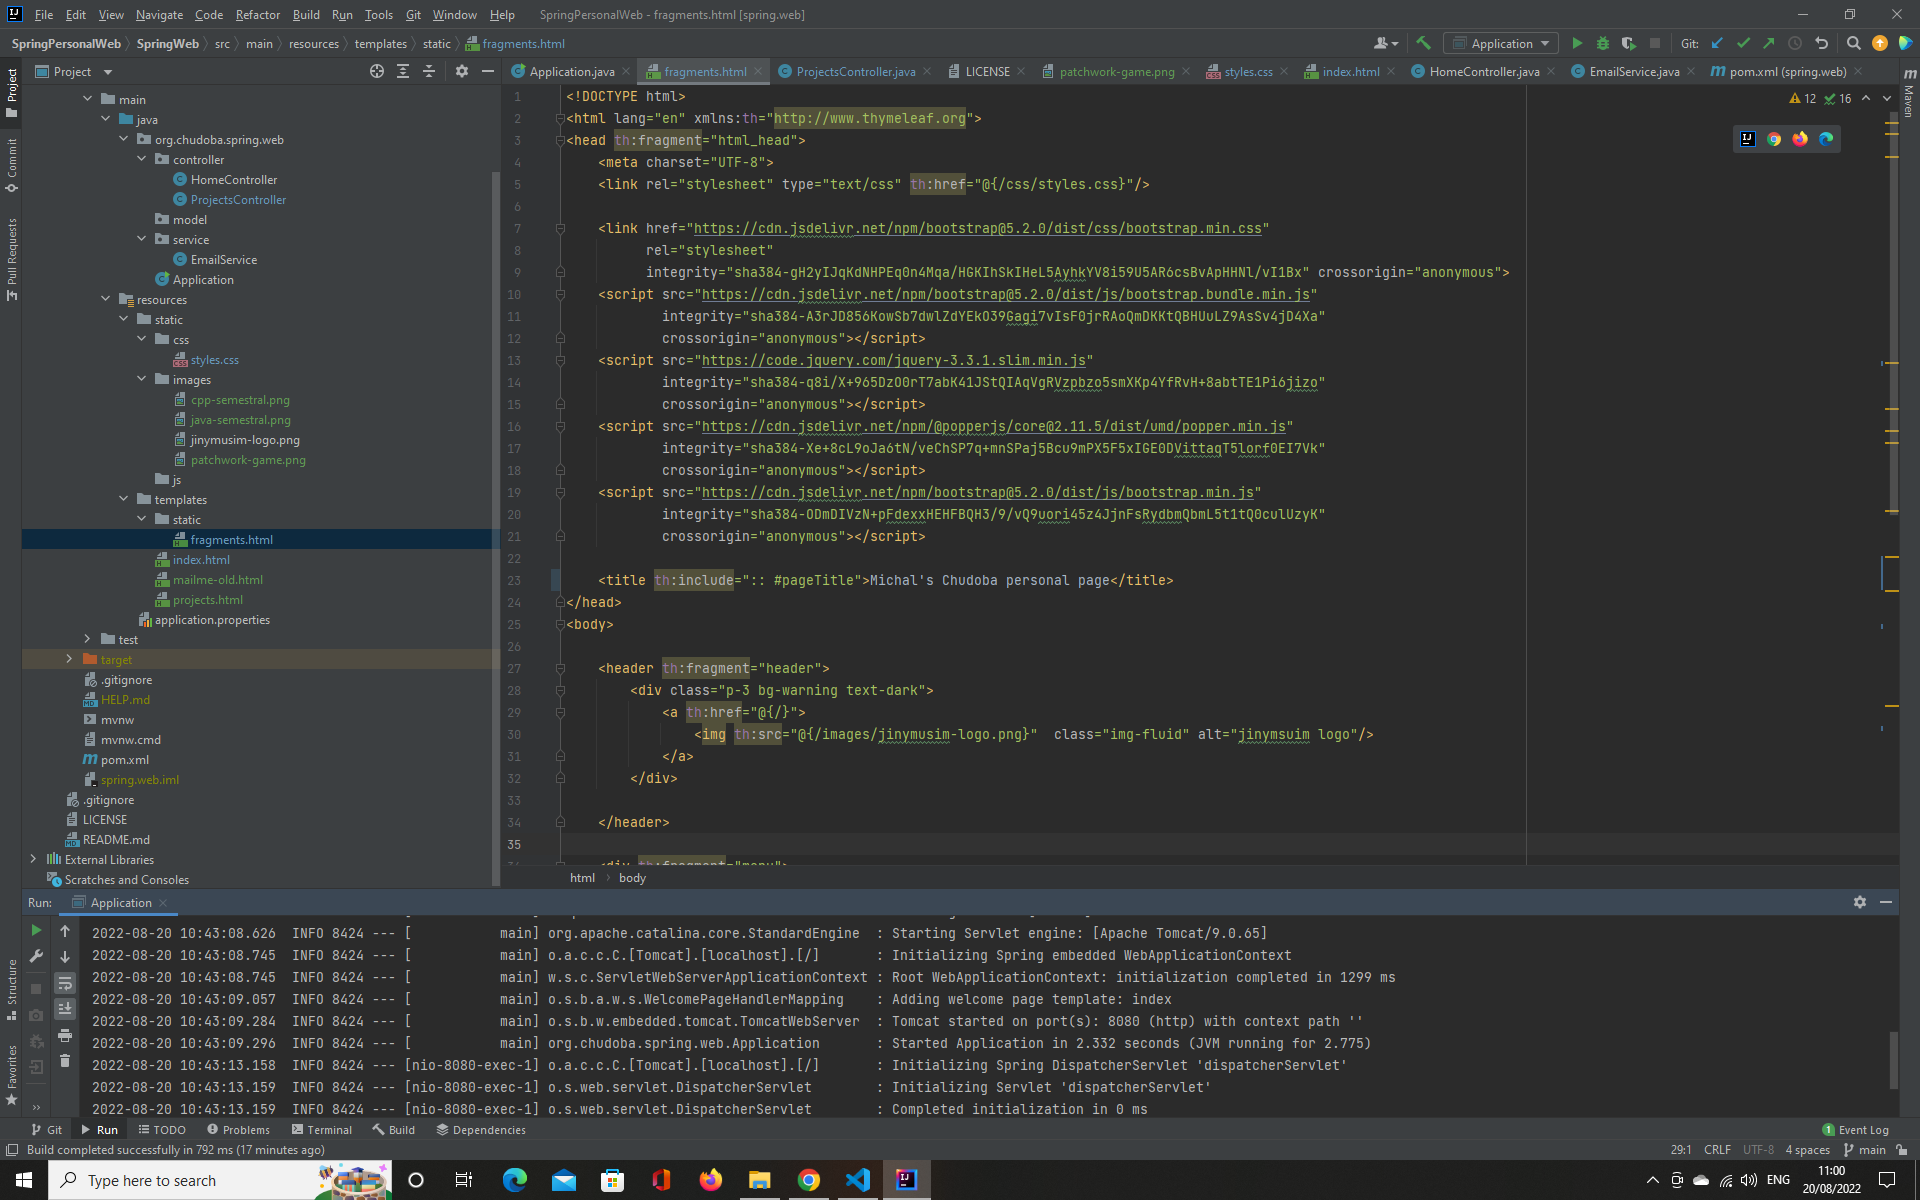 File Edit View Navigate Code Refactor Build Run Tools Git Window Help SpringPersonalWeb - fragments.html [spring.web]
SpringPersonalWeb SpringWeb src main resources templates static fragments.html
Application Git:
Project
Application.java fragments.html ProjectsController.java LICENSE patchwork-game.png styles.css index.html HomeController.java EmailService.java pom.xml (spring.web)
Project
Commit
Pull Requests
Structure
Favorites
Maven
main
java
org.chudoba.spring.web
controller
HomeController
ProjectsController
model
service
EmailService
Application
resources
static
css
styles.css
images
cpp-semestral.png
java-semestral.png
jinymusim-logo.png
patchwork-game.png
js
templates
static
fragments.html
index.html
mailme-old.html
projects.html
application.properties
test
target
.gitignore
HELP.md
mvnw
mvnw.cmd
pom.xml
spring.web.iml
.gitignore
LICENSE
README.md
External Libraries
Scratches and Consoles
12 16
1 <!DOCTYPE html>
2 <html lang="en" xmlns:th="http://www.thymeleaf.org">
3 <head th:fragment="html_head">
4 <meta charset="UTF-8">
5 <link rel="stylesheet" type="text/css" th:href="@{/css/styles.css}"/>
6
7 <link href="https://cdn.jsdelivr.net/npm/bootstrap@5.2.0/dist/css/bootstrap.min.css"
8 rel="stylesheet"
9 integrity="sha384-gH2yIJqKdNHPEq0n4Mqa/HGKIhSkIHeL5AyhkYV8i59U5AR6csBvApHHNl/vI1Bx" crossorigin="anonymous">
10 <script src="https://cdn.jsdelivr.net/npm/bootstrap@5.2.0/dist/js/bootstrap.bundle.min.js"
11 integrity="sha384-A3rJD856KowSb7dwlZdYEkO39Gagi7vIsF0jrRAoQmDKKtQBHUuLZ9AsSv4jD4Xa"
12 crossorigin="anonymous"></script>
13 <script src="https://code.jquery.com/jquery-3.3.1.slim.min.js"
14 integrity="sha384-q8i/X+965DzO0rT7abK41JStQIAqVgRVzpbzo5smXKp4YfRvH+8abtTE1Pi6jizo"
15 crossorigin="anonymous"></script>
16 <script src="https://cdn.jsdelivr.net/npm/@popperjs/core@2.11.5/dist/umd/popper.min.js"
17 integrity="sha384-Xe+8cL9oJa6tN/veChSP7q+mnSPaj5Bcu9mPX5F5xIGE0DVittaqT5lorf0EI7Vk"
18 crossorigin="anonymous"></script>
19 <script src="https://cdn.jsdelivr.net/npm/bootstrap@5.2.0/dist/js/bootstrap.min.js"
20 integrity="sha384-ODmDIVzN+pFdexxHEHFBQH3/9/vQ9uori45z4JjnFsRydbmQbmL5t1tQ0culUzyK"
21 crossorigin="anonymous"></script>
22
23 <title th:include=":: #pageTitle">Michal's Chudoba personal page</title>
24 </head>
25 <body>
26
27 <header th:fragment="header">
28 <div class="p-3 bg-warning text-dark">
29 <a th:href="@{/}">
30 <img th:src="@{/images/jinymusim-logo.png}" class="img-fluid" alt="jinymsuim logo"/>
31 </a>
32 </div>
33
34 </header>
35
<div th:fragment="menu">
html body
Run: Application
2022-08-20 10:43:08.626 INFO 8424 --- [ main] org.apache.catalina.core.StandardEngine : Starting Servlet engine: [Apache Tomcat/9.0.65]
2022-08-20 10:43:08.745 INFO 8424 --- [ main] o.a.c.c.C.[Tomcat].[localhost].[/] : Initializing Spring embedded WebApplicationContext
2022-08-20 10:43:08.745 INFO 8424 --- [ main] w.s.c.ServletWebServerApplicationContext : Root WebApplicationContext: initialization completed in 1299 ms
2022-08-20 10:43:09.057 INFO 8424 --- [ main] o.s.b.a.w.s.WelcomePageHandlerMapping : Adding welcome page template: index
2022-08-20 10:43:09.284 INFO 8424 --- [ main] o.s.b.w.embedded.tomcat.TomcatWebServer : Tomcat started on port(s): 8080 (http) with context path ''
2022-08-20 10:43:09.296 INFO 8424 --- [ main] org.chudoba.spring.web.Application : Started Application in 2.332 seconds (JVM running for 2.775)
2022-08-20 10:43:13.158 INFO 8424 --- [nio-8080-exec-1] o.a.c.c.C.[Tomcat].[localhost].[/] : Initializing Spring DispatcherServlet 'dispatcherServlet'
2022-08-20 10:43:13.159 INFO 8424 --- [nio-8080-exec-1] o.s.web.servlet.DispatcherServlet : Initializing Servlet 'dispatcherServlet'
2022-08-20 10:43:13.159 INFO 8424 --- [nio-8080-exec-1] o.s.web.servlet.DispatcherServlet : Completed initialization in 0 ms
Git Run TODO Problems Terminal Build Dependencies 1 Event Log
Build completed successfully in 792 ms (17 minutes ago) 29:1 CRLF UTF-8 4 spaces main
Type here to search ENG 11:00
20/08/2022